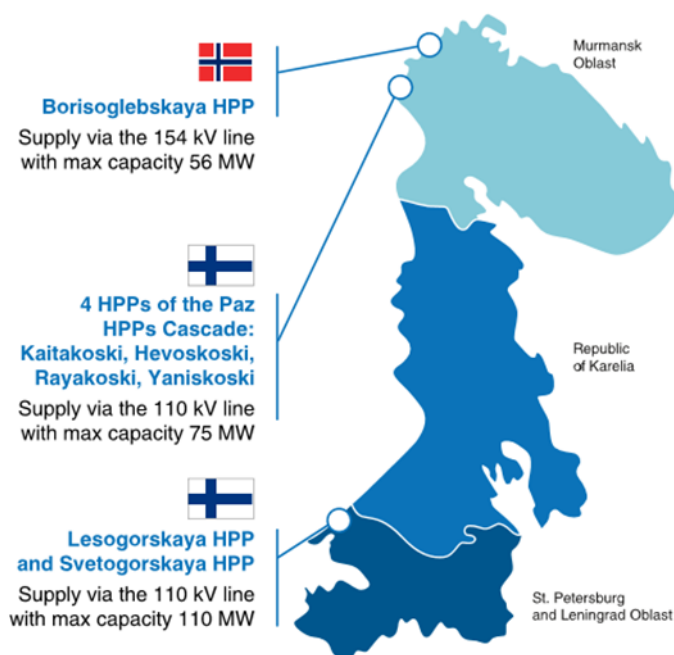 Murmansk
Oblast
Borisoglebskaya HPP
Supply via the 154 kV line
with max capacity 56 MW
4 HPPs of the Paz
HPPs Cascade:
Kaitakoski, Hevoskoski,
Rayakoski, Yaniskoski
Supply via the 110 kV line
with max capacity 75 MW
Republic
of Karelia
Lesogorskaya HPP
and Svetogorskaya HPP
Supply via the 110 kV line
with max capacity 110 MW
St. Petersburg
and Leningrad Oblast